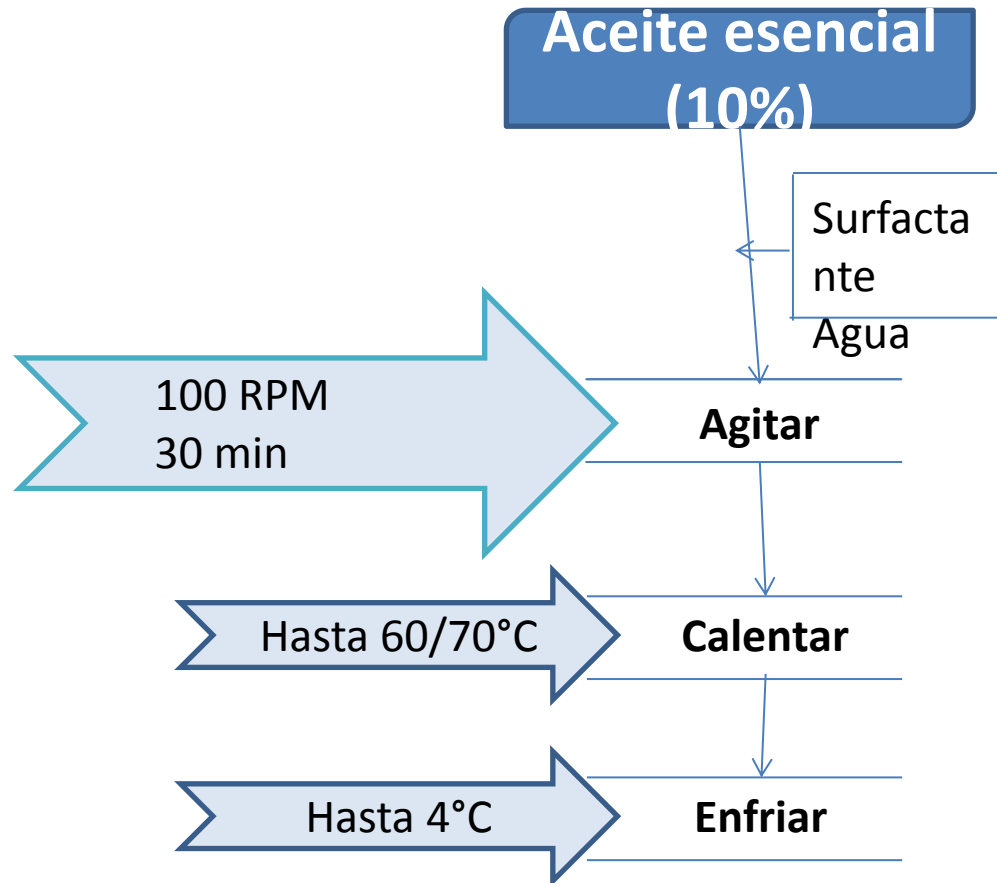 Aceite esencial
(10%)
Surfacta
nte
Agua
100 RPM
30 min
Agitar
Hasta 60/70°C
Calentar
Hasta 4°C
Enfriar